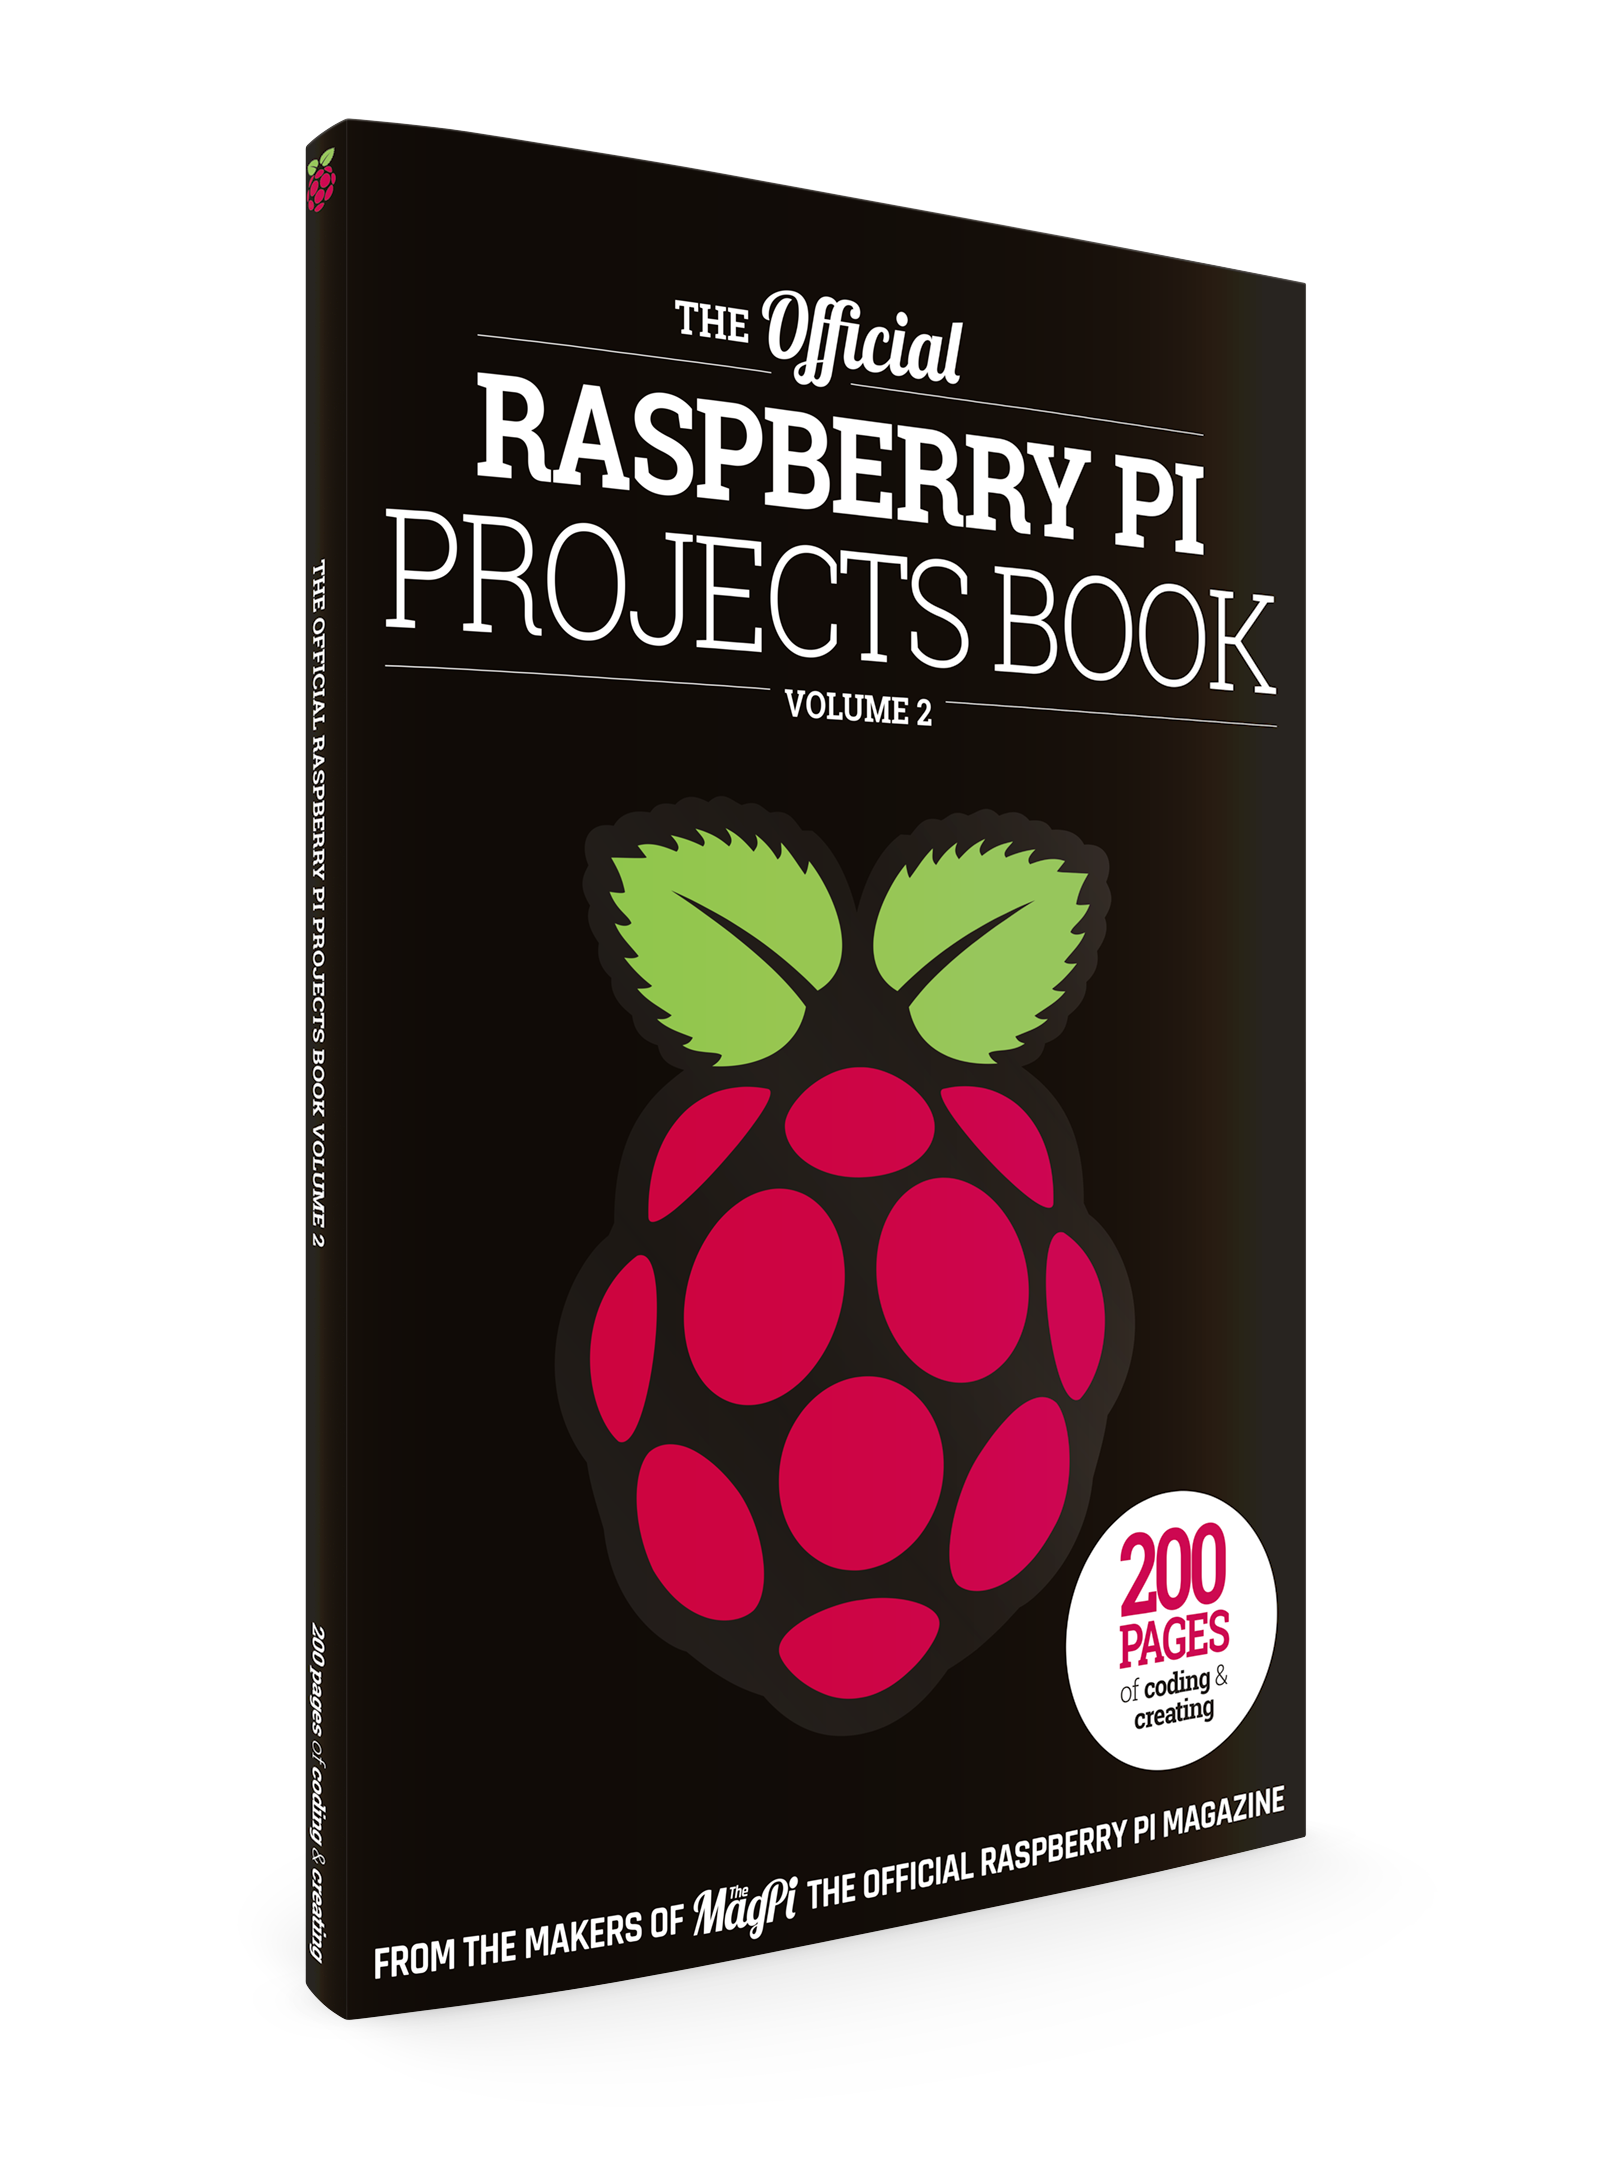 THE Official
RASPBERRY PI
PROJECTS BOOK
VOLUME 2
200
PAGES
of coding &
creating
FROM THE MAKERS OF The MagPi THE OFFICIAL RASPBERRY PI MAGAZINE
THE OFFICIAL RASPBERRY PI PROJECTS BOOK VOLUME 2
200 pages of coding & creating